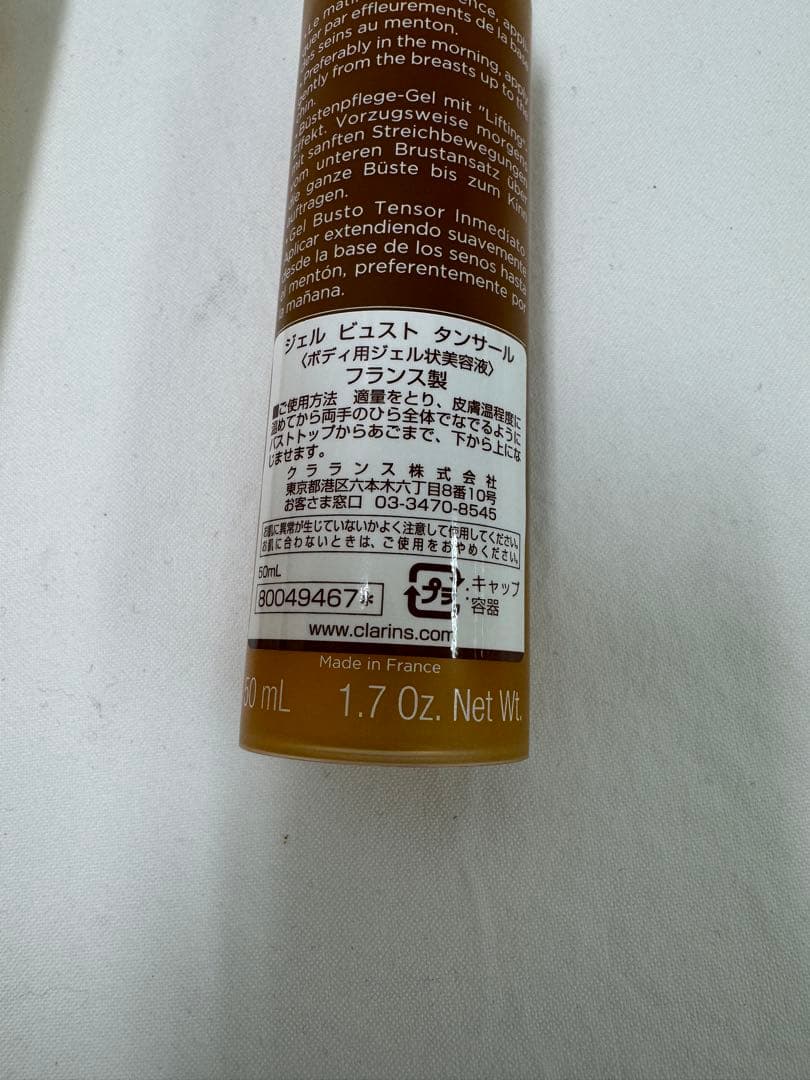 Le matin
ence, appli
quer par effleurements de la base
des seins au menton.
.Preferably in the morning, apply
gently from the breasts up to the
chin.
.Büstenpflege-Gel mit "Lifting"-
Effekt. Vorzugsweise morgens
mit sanften Streichbewegungen
vom unteren Brustansatz über
die ganze Büste bis zum Kinn
auftragen.
.Gel Busto Tensor Inmediato
Aplicar extendiendo suavemente
desde la base de los senos hasta
el mentón, preferentemente por
la mañana.
ジェル ビュスト タンサール
〈ボディ用ジェル状美容液〉
フランス製
■ご使用方法 適量をとり、皮膚温程度に
温めてから両手のひら全体でなでるように
バストトップからあごまで、下から上にな
じませます。
クラランス株式会社
東京都港区六本木六丁目8番10号
お客さま窓口 03-3470-8545
お肌に異常が生じていないかよく注意して使用してください。
お肌に合わないときは、ご使用をおやめください。
50mL
80049467*
プラ
:キャップ
容器
www.clarins.com
Made in France
50 mL 1.7 Oz. Net Wt.